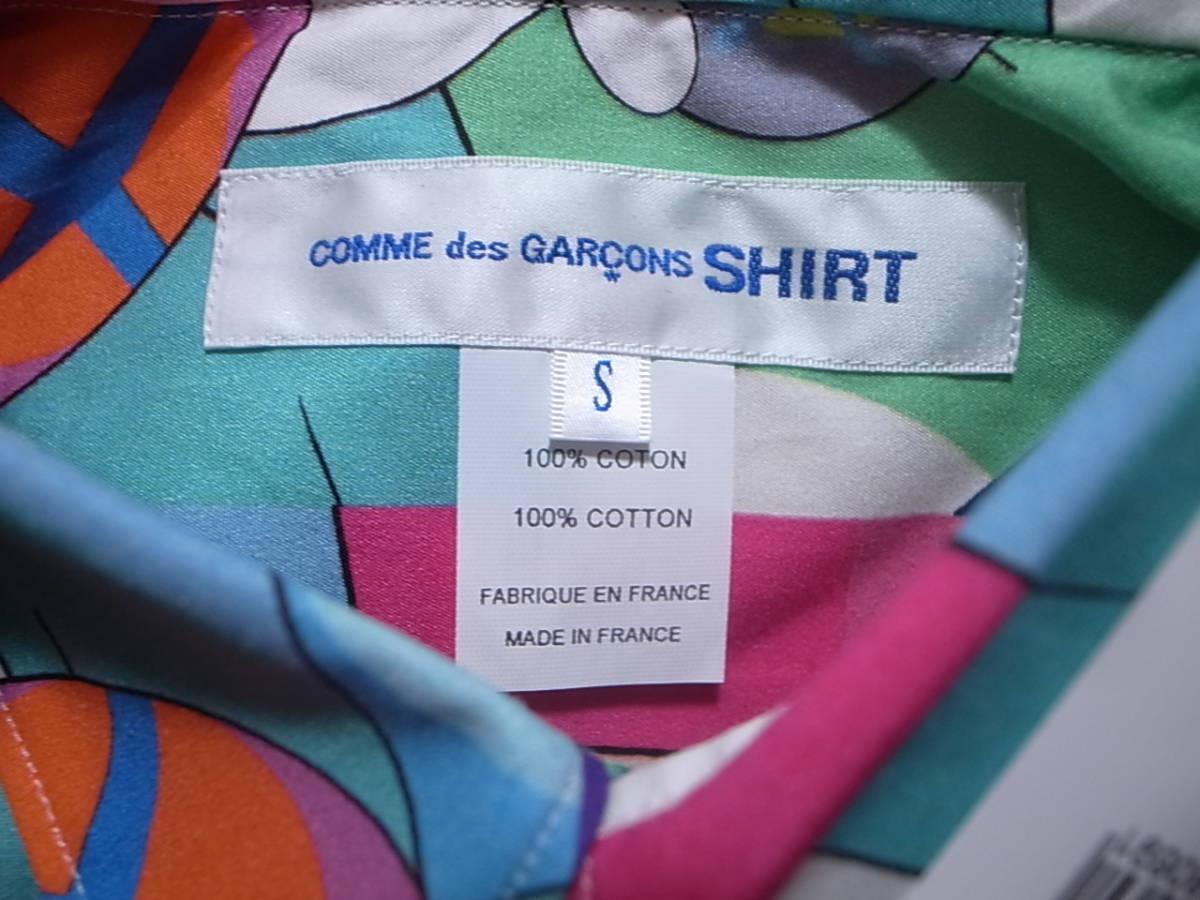 COMME des GARÇONS SHIRT
S
100% COTON
100% COTTON
FABRIQUE EN FRANCE
MADE IN FRANCE